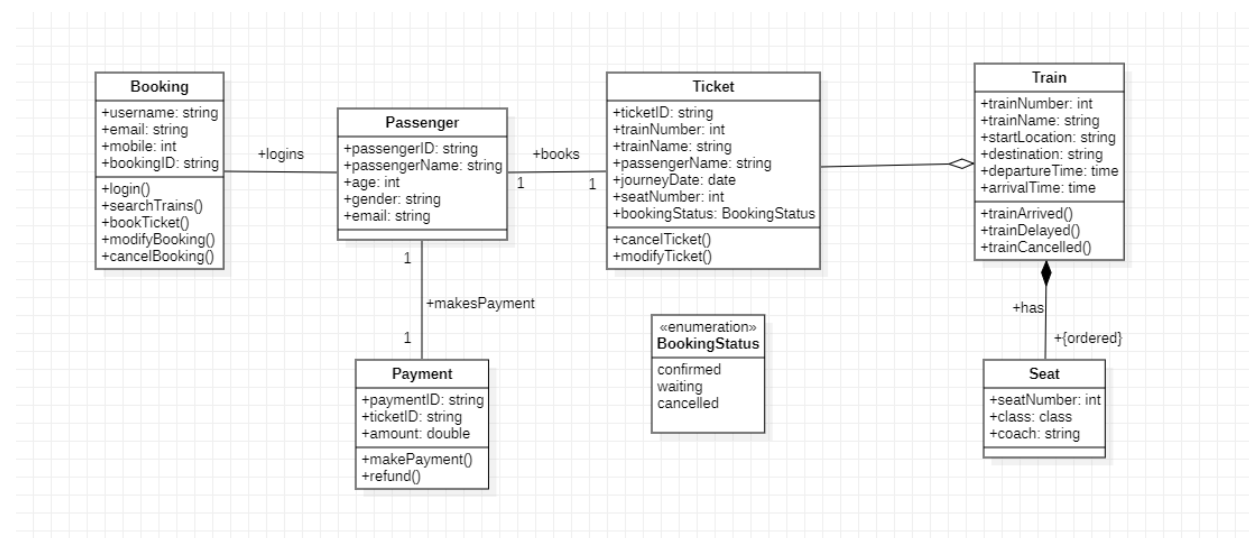 Booking
+username: string
+email: string
+mobile: int
+bookingID: string
+login()
+searchTrains()
+bookTicket()
+modifyBooking()
+cancelBooking()
+logins
Passenger
+passengerID: string
+passengerName: string
+age: int
+gender: string
+email: string
+books
1
1
Ticket
+ticketID: string
+trainNumber: int
+trainName: string
+passengerName: string
+journeyDate: date
+seatNumber: int
+bookingStatus: BookingStatus
+cancelTicket()
+modifyTicket()
Train
+trainNumber: int
+trainName: string
+startLocation: string
+destination: string
+departureTime: time
+arrivalTime: time
+trainArrived()
+trainDelayed()
+trainCancelled()
1
+makesPayment
1
Payment
+paymentID: string
+ticketID: string
+amount: double
+makePayment()
+refund()
«enumeration»
BookingStatus
confirmed
waiting
cancelled
+has
+{ordered}
Seat
+seatNumber: int
+class: class
+coach: string